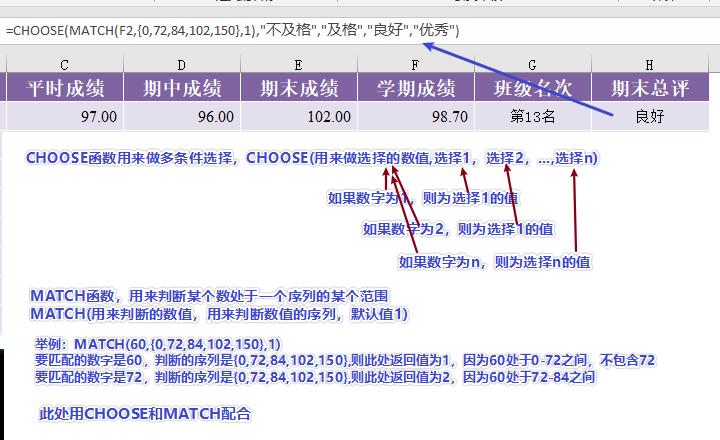 =CHOOSE(MATCH(F2,{0,72,84,102,150},1),"不及格","及格","良好","优秀")
C D E F G H
平时成绩 期中成绩 期末成绩 学期成绩 班级名次 期末总评
97.00 96.00 102.00 98.70 第13名 良好
CHOOSE函数用来做多条件选择，CHOOSE(用来做选择的数值,选择1，选择2，...,选择n)
如果数字为1，则为选择1的值
如果数字为2，则为选择1的值
如果数字为n，则为选择n的值
MATCH函数，用来判断某个数处于一个序列的某个范围
MATCH(用来判断的数值，用来判断数值的序列，默认值1)
举例：MATCH(60,{0,72,84,102,150},1)
要匹配的数字是60，判断的序列是{0,72,84,102,150},则此处返回值为1，因为60处于0-72之间，不包含72
要匹配的数字是72，判断的序列是{0,72,84,102,150},则此处返回值为2，因为60处于72-84之间
此处用CHOOSE和MATCH配合